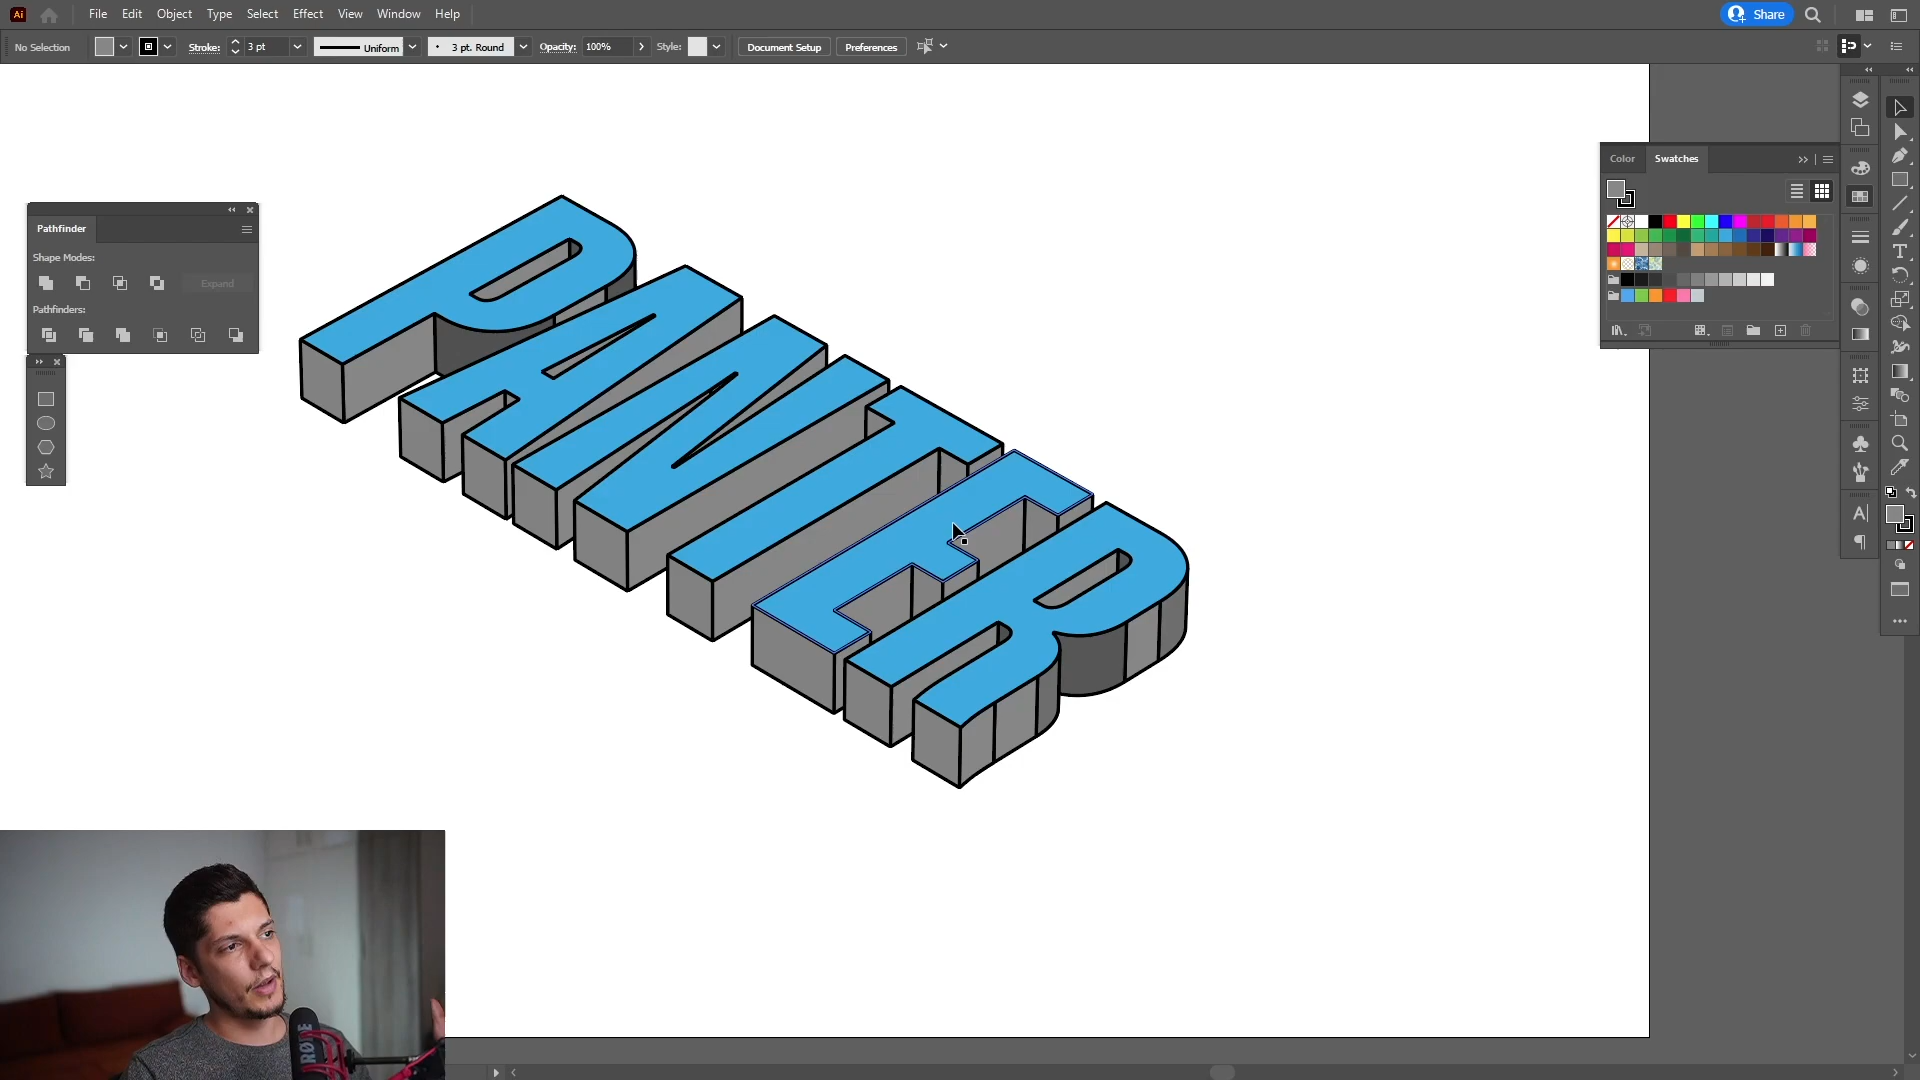 Ai File Edit Object Type Select Effect View Window Help Share
No Selection Stroke: 3 pt Uniform 3 pt. Round Opacity: 100% Style: Document Setup Preferences
Color Swatches
Pathfinder
Shape Modes:
Expand
Pathfinders:
PANTER
RØDE